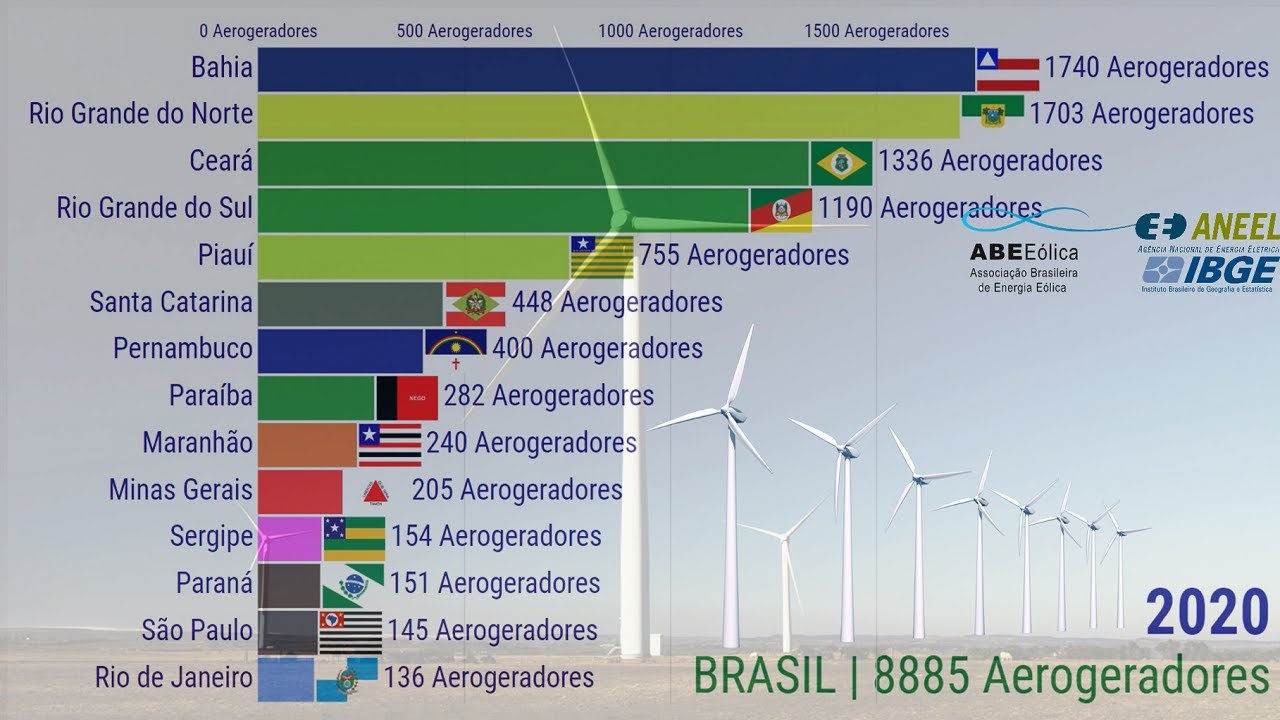 0 Aerogeradores 500 Aerogeradores 1000 Aerogeradores 1500 Aerogeradores
Bahia 1740 Aerogeradores
Rio Grande do Norte 1703 Aerogeradores
Ceará 1336 Aerogeradores
Rio Grande do Sul 1190 Aerogeradores
Piauí 755 Aerogeradores
ANEEL
AGÊNCIA NACIONAL DE ENERGIA ELÉTRICA
ABEEólica
Associação Brasileira
de Energia Eólica
IBGE
Instituto Brasileiro de Geografia e Estatística
Santa Catarina 448 Aerogeradores
Pernambuco 400 Aerogeradores
Paraíba NEGO 282 Aerogeradores
Maranhão 240 Aerogeradores
Minas Gerais 205 Aerogeradores
Sergipe 154 Aerogeradores
Paraná 151 Aerogeradores
São Paulo 145 Aerogeradores
Rio de Janeiro 136 Aerogeradores
2020
BRASIL | 8885 Aerogeradores